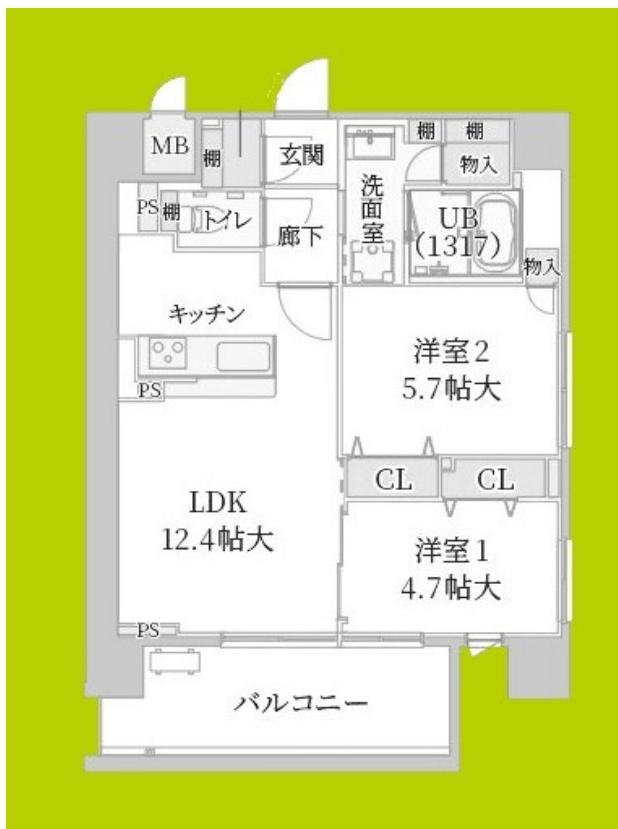 MB
棚
玄関
棚
棚
物入
PS
棚
トイレ
廊下
洗面室
UB
(1317)
物入
キッチン
洋室2
5.7帖大
PS
CL
CL
LDK
12.4帖大
洋室1
4.7帖大
PS
バルコニー